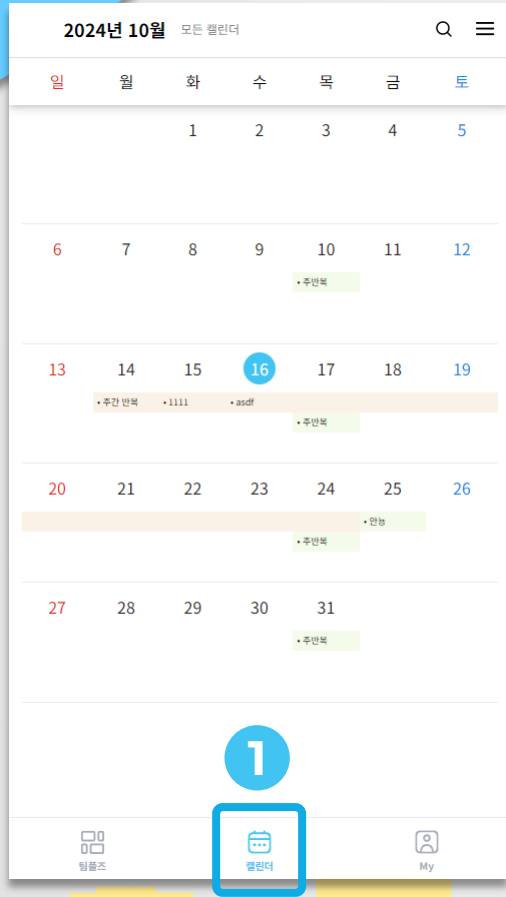 2024년 10월 모든 캘린더
일 월 화 수 목 금 토
1 2 3 4 5
6 7 8 9 10 11 12
• 주반복
13 14 15 16 17 18 19
• 주간 반복 • 1111 • asdf
• 주반복
20 21 22 23 24 25 26
• 안뇽
• 주반복
27 28 29 30 31
• 주반복
1
팀플즈 캘린더 My